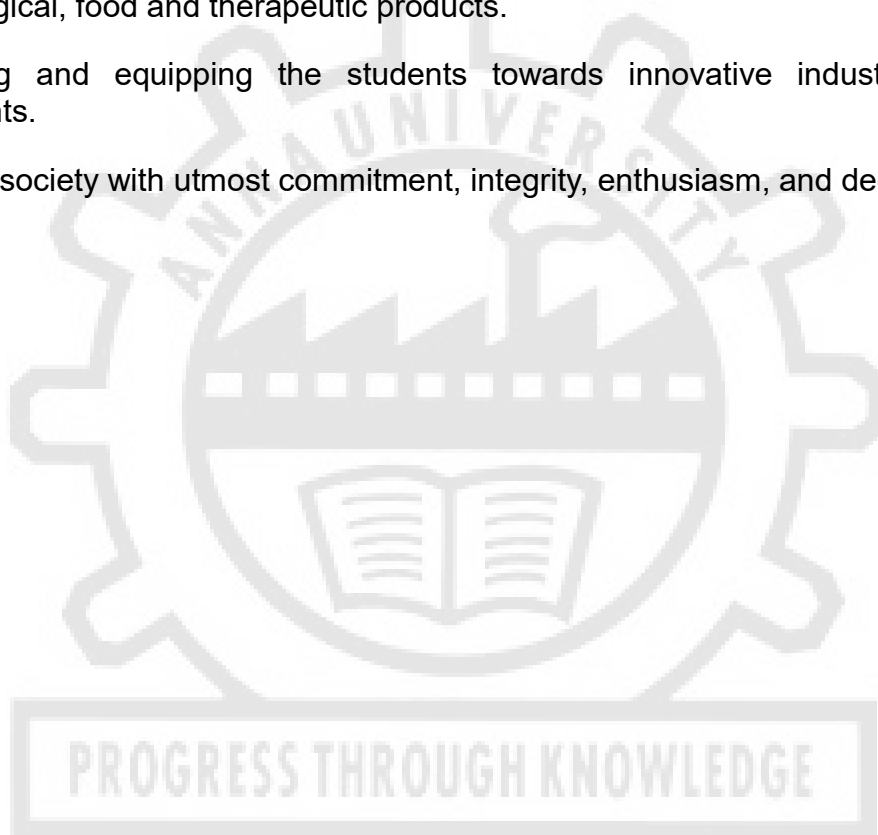 gical, food and therapeutic products.
g and equipping the students towards innovative indust
nts.
society with utmost commitment, integrity, enthusiasm, and de
ANNA UNIVERSITY
PROGRESS THROUGH KNOWLEDGE